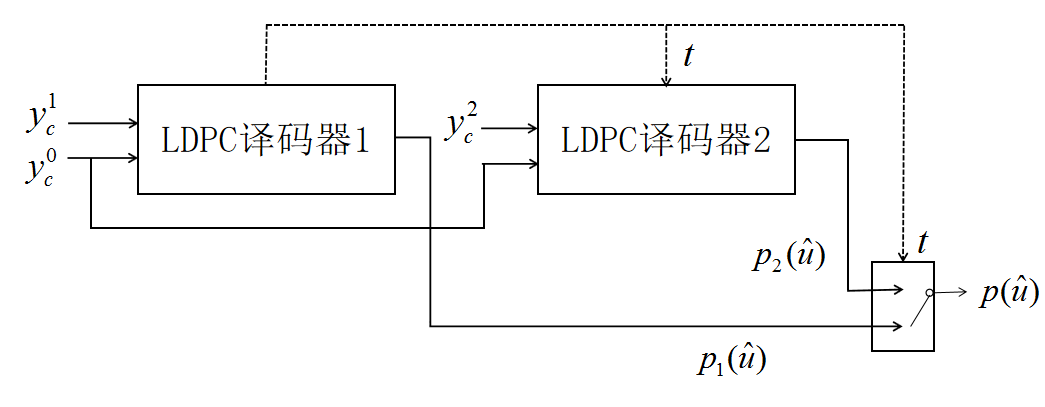 t
y_c^1
LDPC译码器1
y_c^2
LDPC译码器2
y_c^0
t
p_2(û)
p(û)
p_1(û)